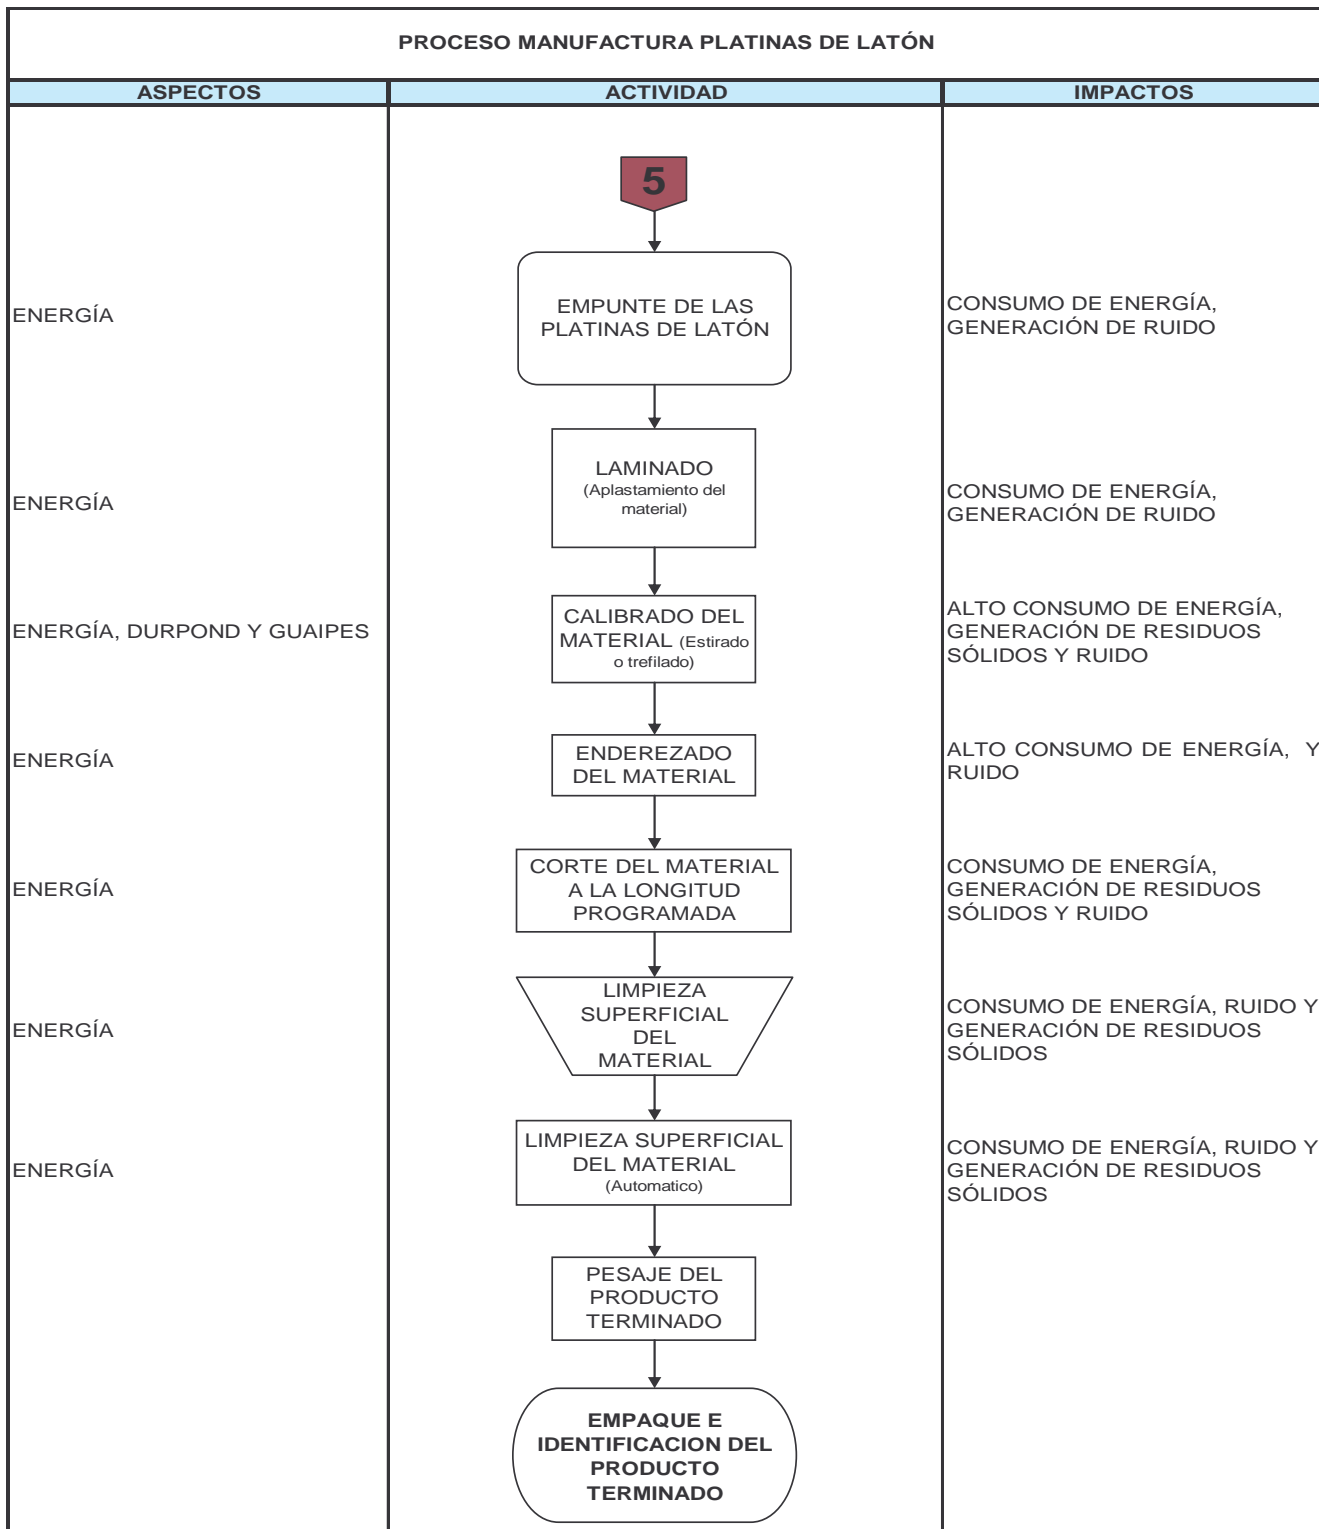 PROCESO MANUFACTURA PLATINAS DE LATÓN
ASPECTOS
ACTIVIDAD
IMPACTOS
5
ENERGÍA
EMPUNTE DE LAS
PLATINAS DE LATÓN
CONSUMO DE ENERGÍA,
GENERACIÓN DE RUIDO
ENERGÍA
LAMINADO
(Aplastamiento del
material)
CONSUMO DE ENERGÍA,
GENERACIÓN DE RUIDO
ENERGÍA, DURPOND Y GUAIPES
CALIBRADO DEL
MATERIAL (Estirado
o trefilado)
ALTO CONSUMO DE ENERGÍA,
GENERACIÓN DE RESIDUOS
SÓLIDOS Y RUIDO
ENERGÍA
ENDEREZADO
DEL MATERIAL
ALTO CONSUMO DE ENERGÍA, Y
RUIDO
ENERGÍA
CORTE DEL MATERIAL
A LA LONGITUD
PROGRAMADA
CONSUMO DE ENERGÍA,
GENERACIÓN DE RESIDUOS
SÓLIDOS Y RUIDO
ENERGÍA
LIMPIEZA
SUPERFICIAL
DEL
MATERIAL
CONSUMO DE ENERGÍA, RUIDO Y
GENERACIÓN DE RESIDUOS
SÓLIDOS
ENERGÍA
LIMPIEZA SUPERFICIAL
DEL MATERIAL
(Automatico)
CONSUMO DE ENERGÍA, RUIDO Y
GENERACIÓN DE RESIDUOS
SÓLIDOS
PESAJE DEL
PRODUCTO
TERMINADO
EMPAQUE E
IDENTIFICACION DEL
PRODUCTO
TERMINADO